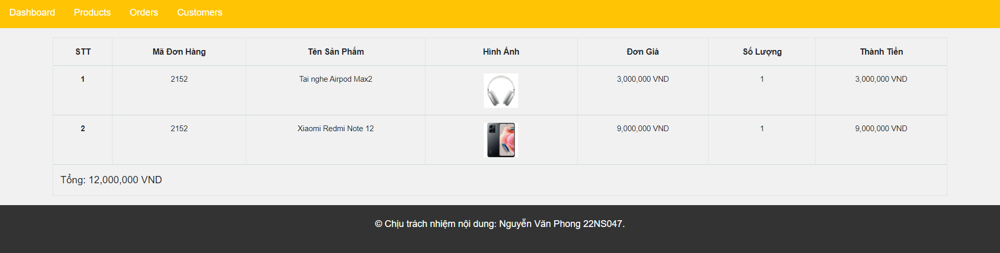 Dashboard Products Orders Customers
STT Mã Đơn Hàng Tên Sản Phẩm Hình Ảnh Đơn Giá Số Lượng Thành Tiền
1 2152 Tai nghe Airpod Max2 3,000,000 VND 1 3,000,000 VND
2 2152 Xiaomi Redmi Note 12 9,000,000 VND 1 9,000,000 VND
Tổng: 12,000,000 VND
© Chịu trách nhiệm nội dung: Nguyễn Văn Phong 22NS047.